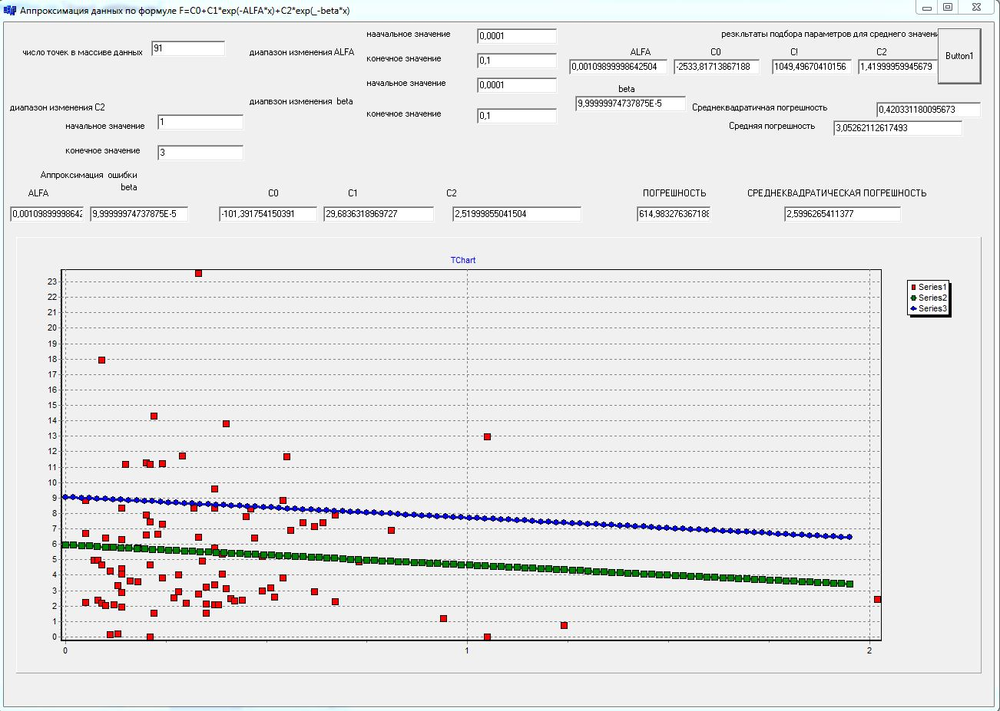 Аппроксимация данных по формуле F=C0+C1*exp(-ALFA*x)+C2*exp(_-beta*x)
наачальное значение
0,0001
резкльтаты подбора параметров для среднего значени
Button1
число точек в массиве данных
91
диапазон изменения ALFA
конечное значение
0,1
ALFA
C0
C!
C2
0,00109899998642504
-2533,81713867188
1049,49670410156
1,41999959945679
начальное значение
0,0001
beta
диапвзон изменения beta
9,99999974737875E-5
диапазон изменения C2
конечное значение
0,1
Среднеквадратичная погрешность
0,420331180095673
начальное значение
1
Средняя погрешность
3,05262112617493
конечное значение
3
Аппроксимация ошибки
ALFA
beta
C0
C1
C2
ПОГРЕШНОСТЬ
СРЕДНЕКВАДРАТИЧЕСКАЯ ПОГРЕШНОСТЬ
0,0010989999864
9,99999974737875E-5
-101,391754150391
29,6836318969727
2,51999855041504
614,983276367188
2,5996265411377
TChart
Series1
Series2
Series3
23
22
21
20
19
18
17
16
15
14
13
12
11
10
9
8
7
6
5
4
3
2
1
0
0
1
2